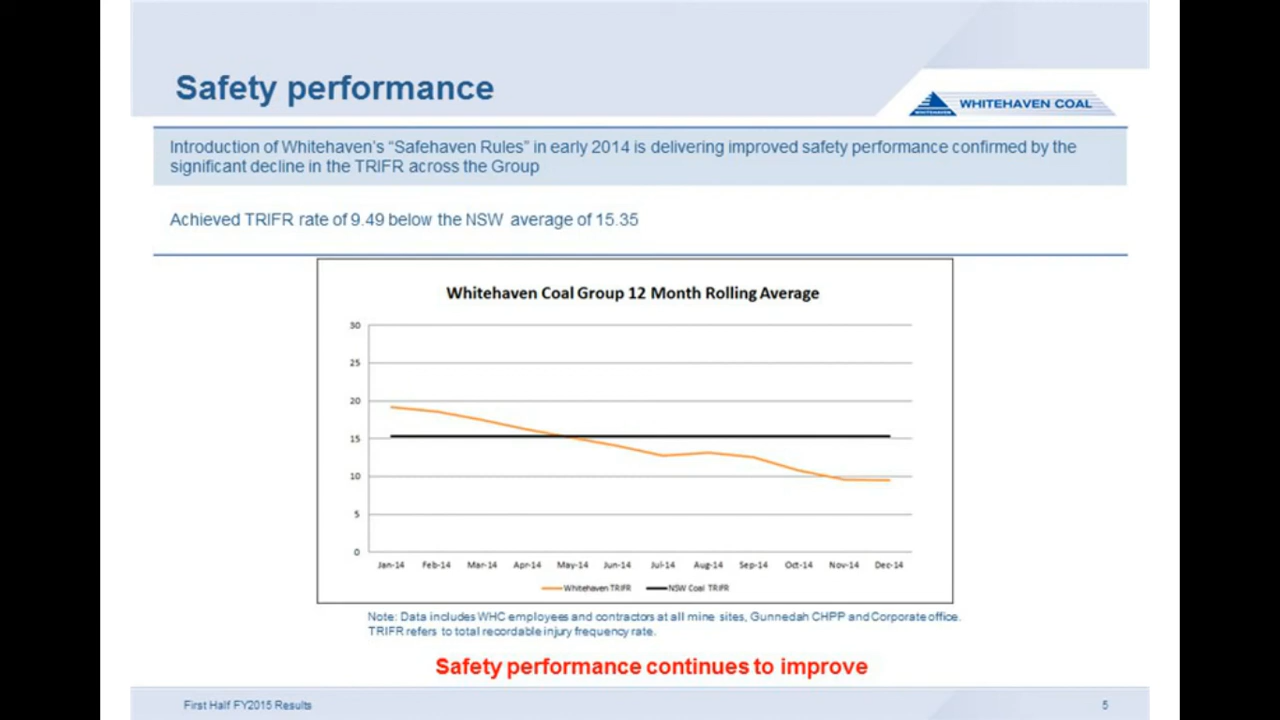 Safety performance
WHITEHAVEN
WHITEHAVEN COAL
Introduction of Whitehaven's “Safehaven Rules” in early 2014 is delivering improved safety performance confirmed by the
significant decline in the TRIFR across the Group
Achieved TRIFR rate of 9.49 below the NSW average of 15.35
Whitehaven Coal Group 12 Month Rolling Average
30
25
20
15
10
5
0
Jan-14 Feb-14 Mar-14 Apr-14 May-14 Jun-14 Jul-14 Aug-14 Sep-14 Oct-14 Nov-14 Dec-14
Whitehaven TRIFR NSW Coal TRIFR
Note: Data includes WHC employees and contractors at all mine sites, Gunnedah CHPP and Corporate office.
TRIFR refers to total recordable injury frequency rate.
Safety performance continues to improve
First Half FY2015 Results 5